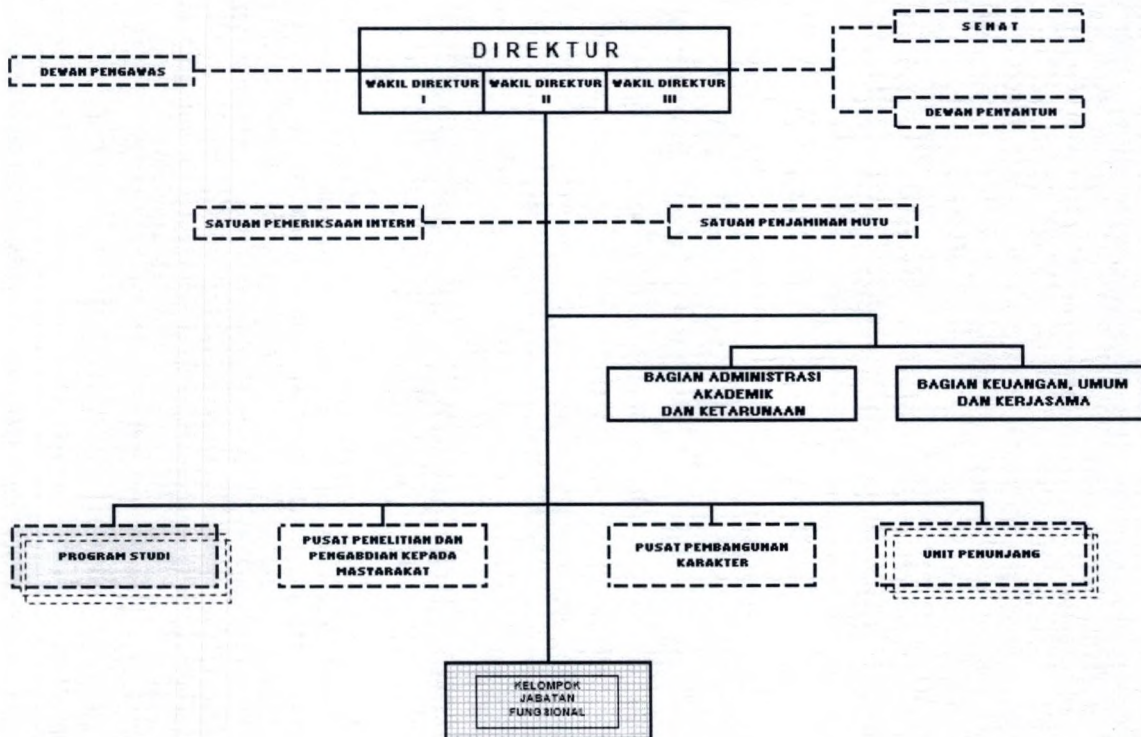 SENAT
DIREKTUR
DEWAN PENGAWAS
WAKIL DIREKTUR
I
WAKIL DIREKTUR
II
WAKIL DIREKTUR
III
DEWAN PENYANTUN
SATUAN PEMERIKSAAN INTERN
SATUAN PENJAMINAN MUTU
BAGIAN ADMINISTRASI
AKADEMIK
DAN KETARUNAAN
BAGIAN KEUANGAN, UMUM
DAN KERJASAMA
PROGRAM STUDI
PUSAT PENELITIAN DAN
PENGABDIAN KEPADA
MASYARAKAT
PUSAT PEMBANGUNAN
KARAKTER
UNIT PENUNJANG
KELOMPOK
JABATAN
FUNGSIONAL